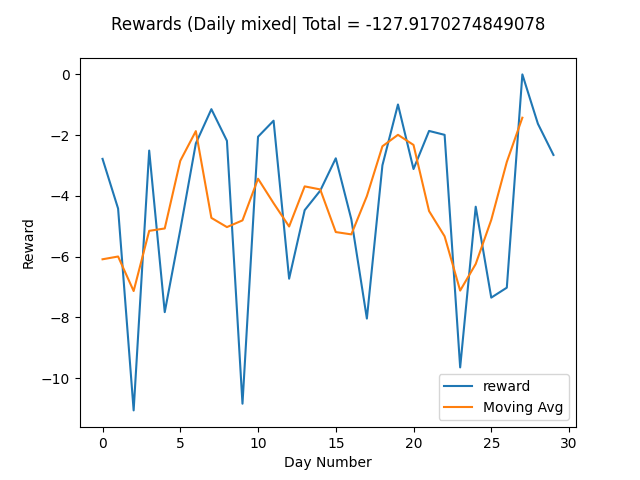 Rewards (Daily mixed| Total = -127.9170274849078
0
−2
−4
−6
−8
−10
Reward
0 5 10 15 20 25 30
Day Number
reward
Moving Avg